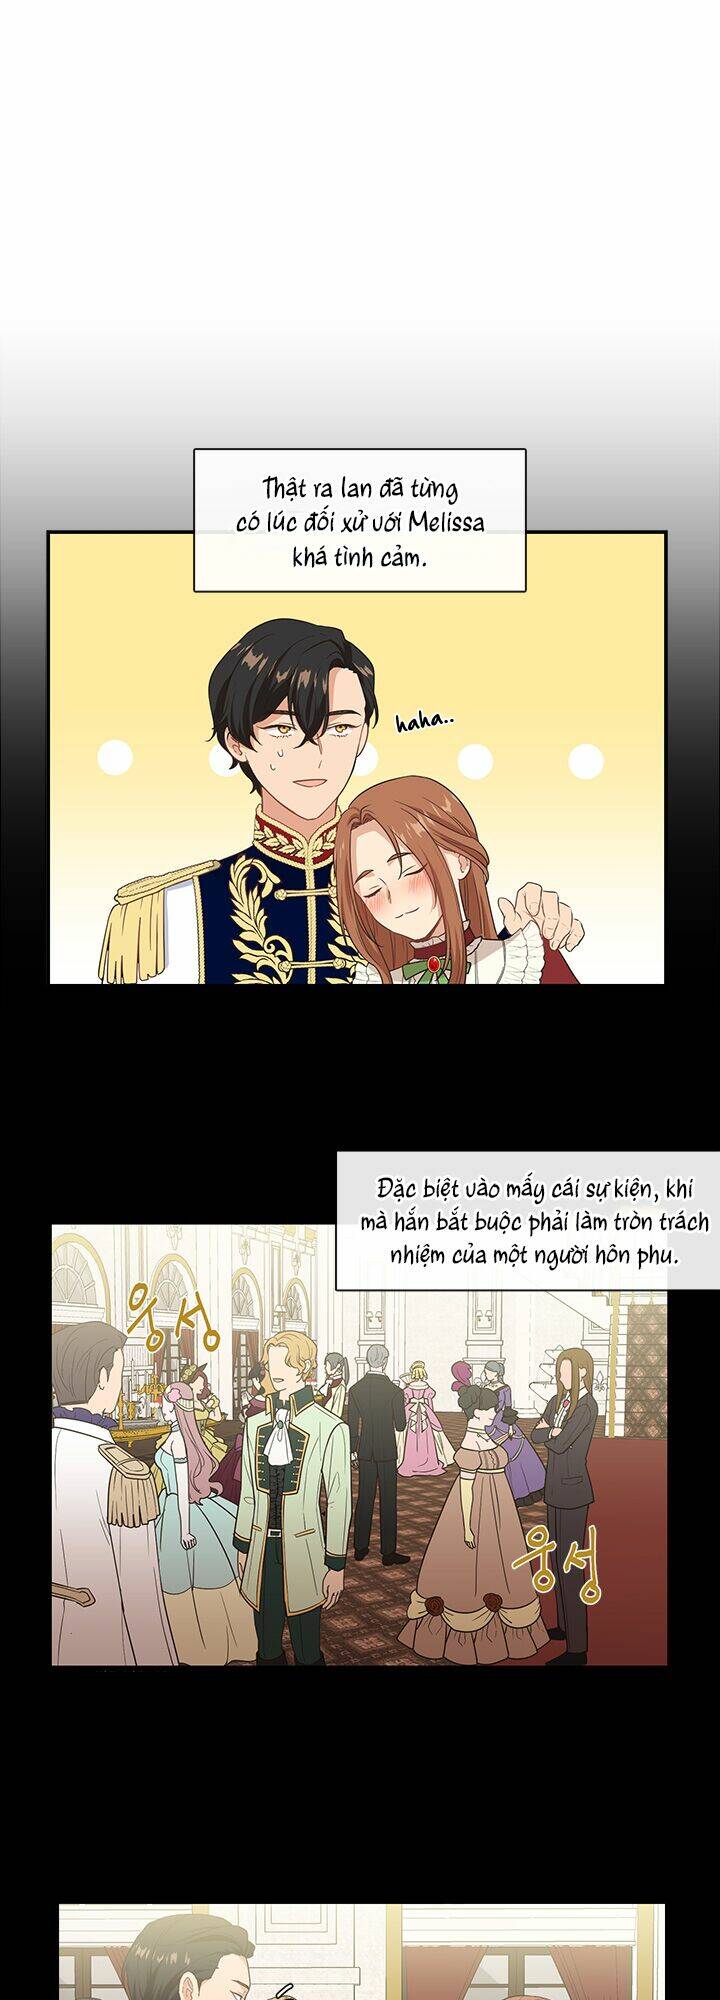 Thật ra Ian đã từng
có lúc đối xử với Melissa
khá tình cảm.
haha..
Đặc biệt vào mấy cái sự kiện, khi
mà hắn bắt buộc phải làm tròn trách
nhiệm của một người hôn phu.
웅성
웅성